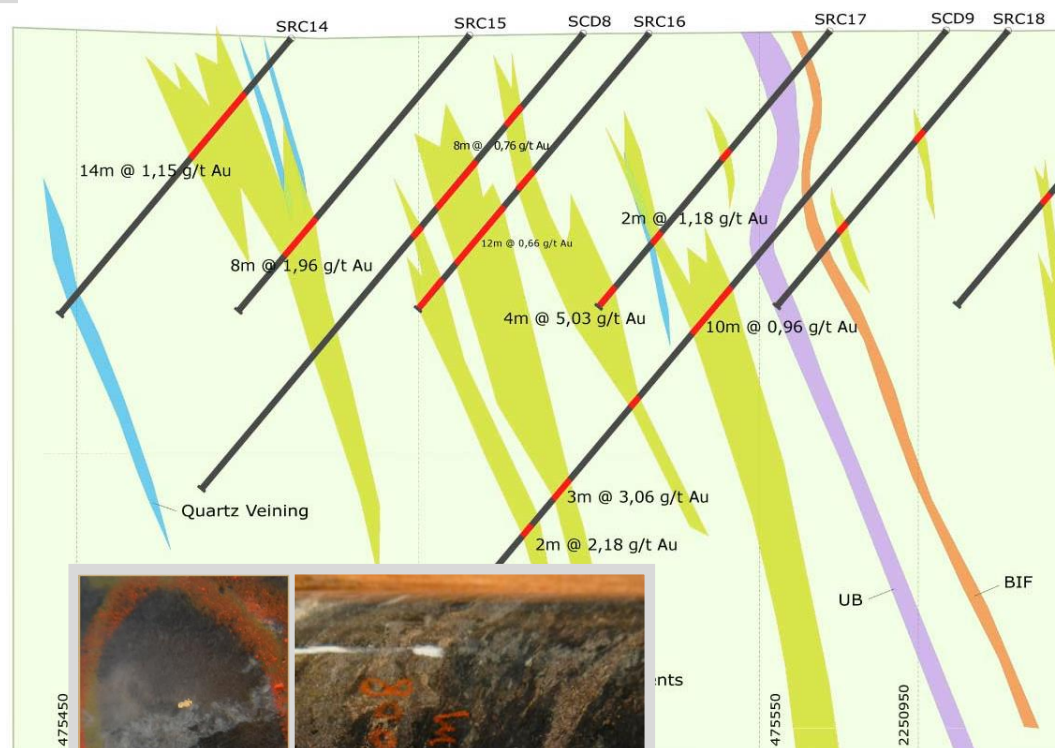 SRC14
SRC15
SCD8
SRC16
SRC17
SCD9
SRC18
8m @ 0,76 g/t Au
14m @ 1,15 g/t Au
2m @ 1,18 g/t Au
12m @ 0,66 g/t Au
8m @ 1,96 g/t Au
4m @ 5,03 g/t Au
10m @ 0,96 g/t Au
3m @ 3,06 g/t Au
Quartz Veining
2m @ 2,18 g/t Au
BIF
UB
ents
475450
475550
2250950